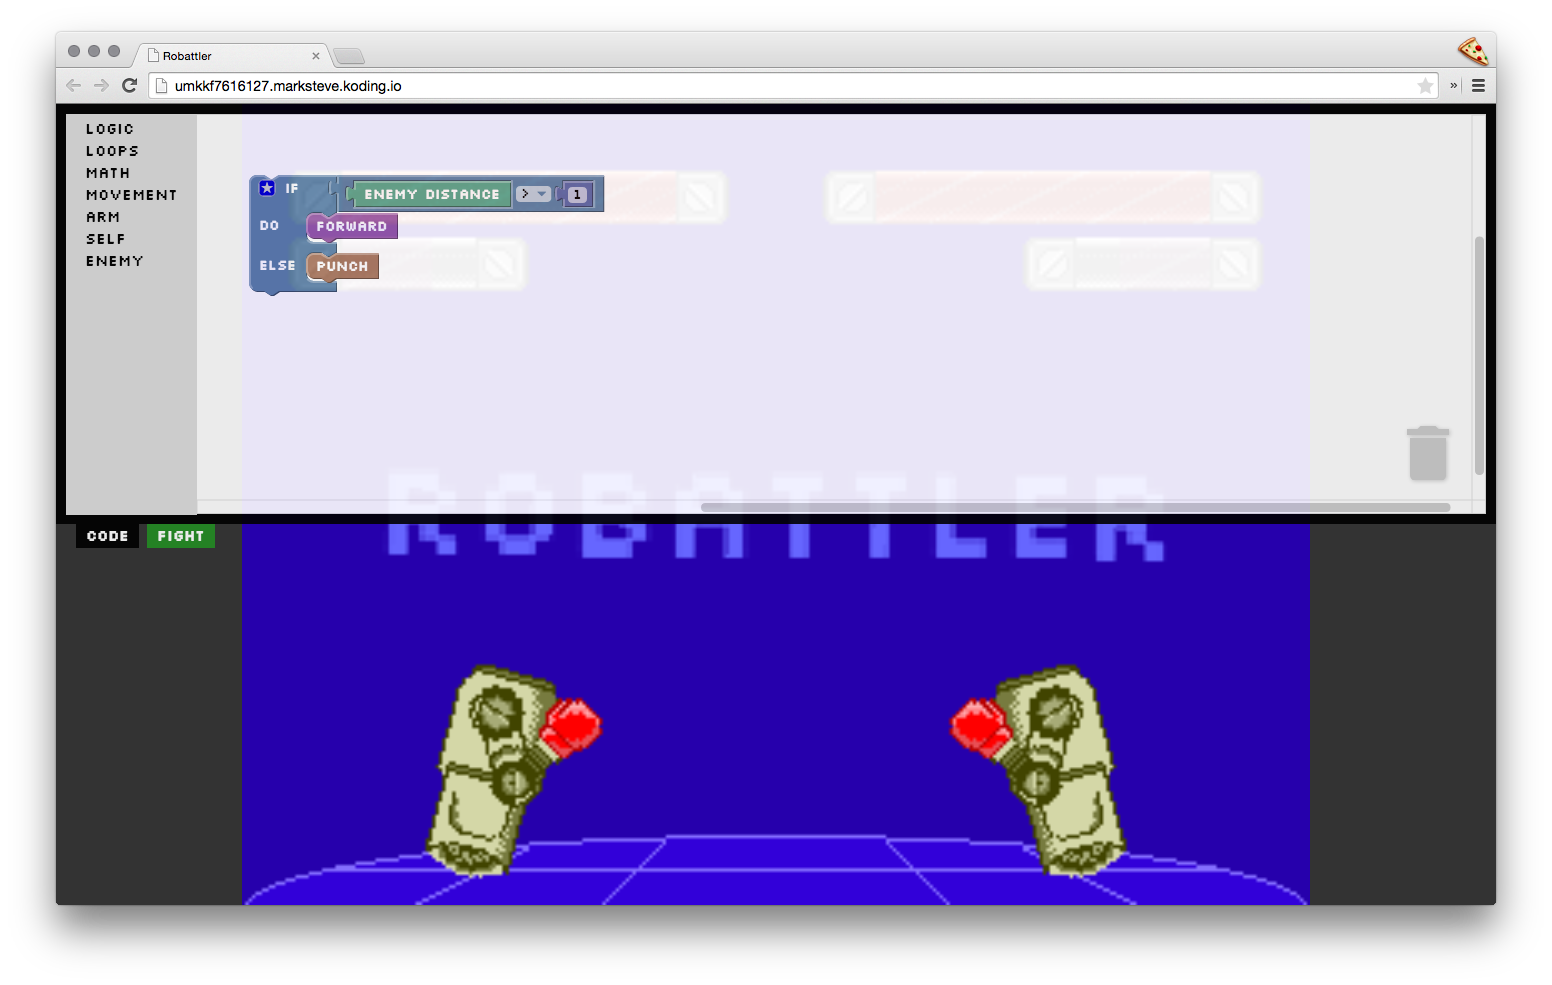 Robattler
umkkf7616127.marksteve.koding.io
LOGIC
LOOPS
MATH
MOVEMENT
ARM
SELF
ENEMY
IF ENEMY DISTANCE > 1
DO FORWARD
ELSE PUNCH
ROBATTLER
CODE FIGHT